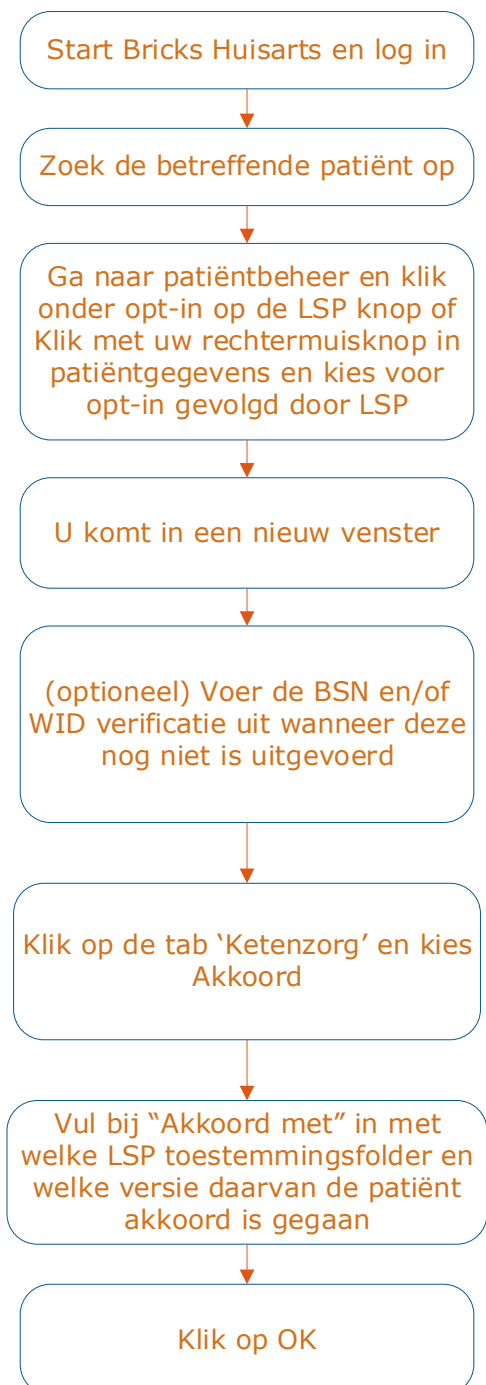 Start Bricks Huisarts en log in
Zoek de betreffende patiënt op
Ga naar patiëntbeheer en klik
onder opt-in op de LSP knop of
Klik met uw rechtermuisknop in
patiëntgegevens en kies voor
opt-in gevolgd door LSP
U komt in een nieuw venster
(optioneel) Voer de BSN en/of
WID verificatie uit wanneer deze
nog niet is uitgevoerd
Klik op de tab ‘Ketenzorg’ en kies
Akkoord
Vul bij “Akkoord met” in met
welke LSP toestemmingsfolder en
welke versie daarvan de patiënt
akkoord is gegaan
Klik op OK